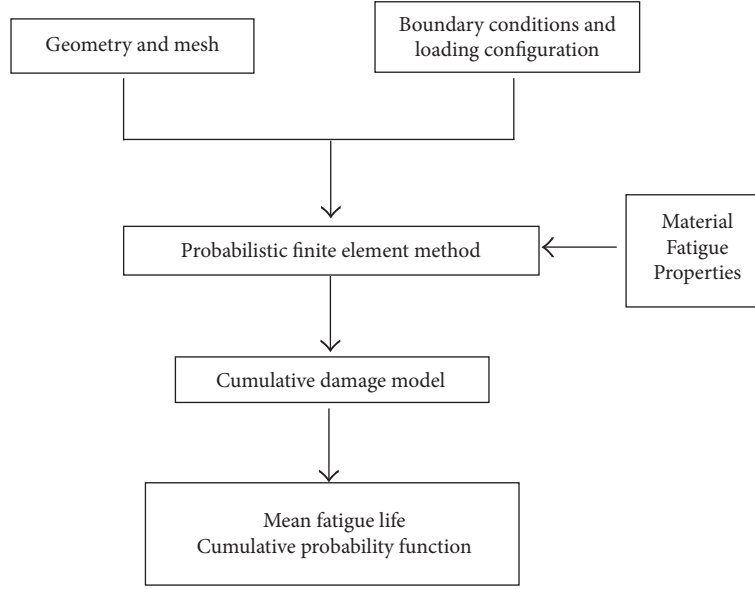 Geometry and mesh
Boundary conditions and
loading configuration
Probabilistic finite element method
Material
Fatigue
Properties
Cumulative damage model
Mean fatigue life
Cumulative probability function